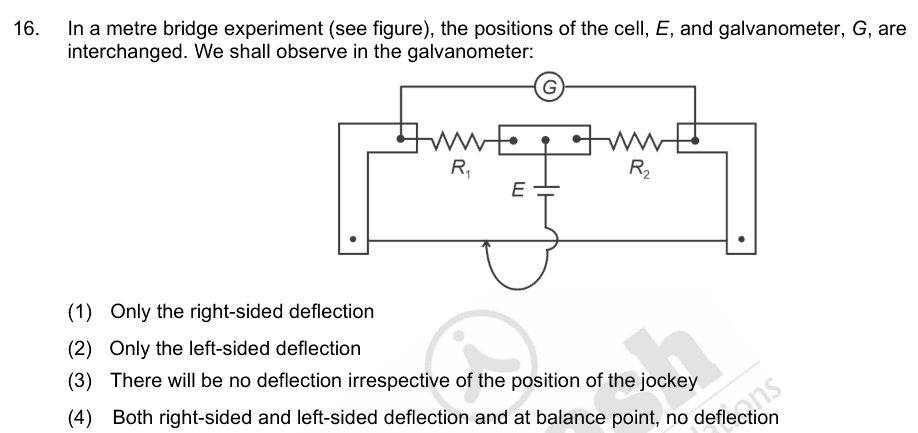 16. In a metre bridge experiment (see figure), the positions of the cell, E, and galvanometer, G, are
interchanged. We shall observe in the galvanometer:
G
R₁
R₂
E
(1) Only the right-sided deflection
(2) Only the left-sided deflection
(3) There will be no deflection irrespective of the position of the jockey
(4) Both right-sided and left-sided deflection and at balance point, no deflection